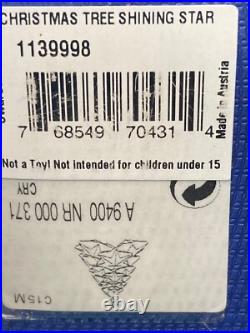 CHRISTMAS TREE SHINING STAR
1139998
7 68549 70431 4
Made in Austria
Not a Toy! Not intended for children under 15
A 9400 NR 000 371
CRY
C15M